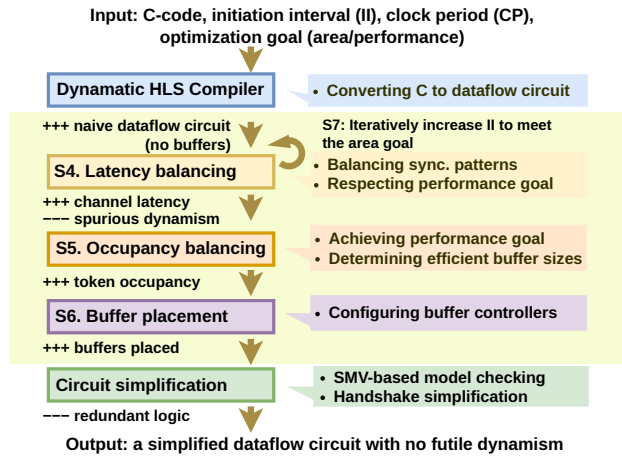 Input: C-code, initiation interval (II), clock period (CP),
optimization goal (area/performance)
Dynamatic HLS Compiler
• Converting C to dataflow circuit
+++ naive dataflow circuit
(no buffers)
S7: Iteratively increase II to meet
the area goal
S4. Latency balancing
• Balancing sync. patterns
• Respecting performance goal
+++ channel latency
−−− spurious dynamism
S5. Occupancy balancing
• Achieving performance goal
• Determining efficient buffer sizes
+++ token occupancy
S6. Buffer placement
• Configuring buffer controllers
+++ buffers placed
Circuit simplification
• SMV-based model checking
• Handshake simplification
−−− redundant logic
Output: a simplified dataflow circuit with no futile dynamism